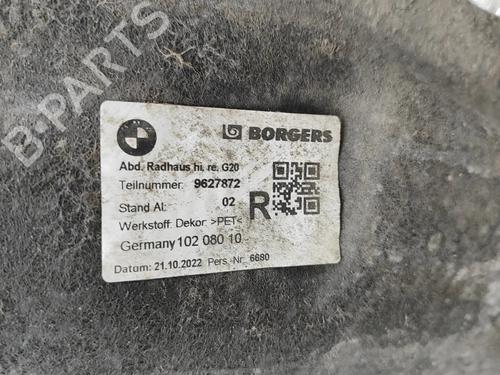 BORGERS
Abd. Radhaus hi. re. G20
Teilnummer: 9627872
Stand AI: 02
R
Werkstoff: Dekor: >PET<
Germany 102 080 10
Datum: 21.10.2022 Pers.-Nr. 6680
B-PARTS